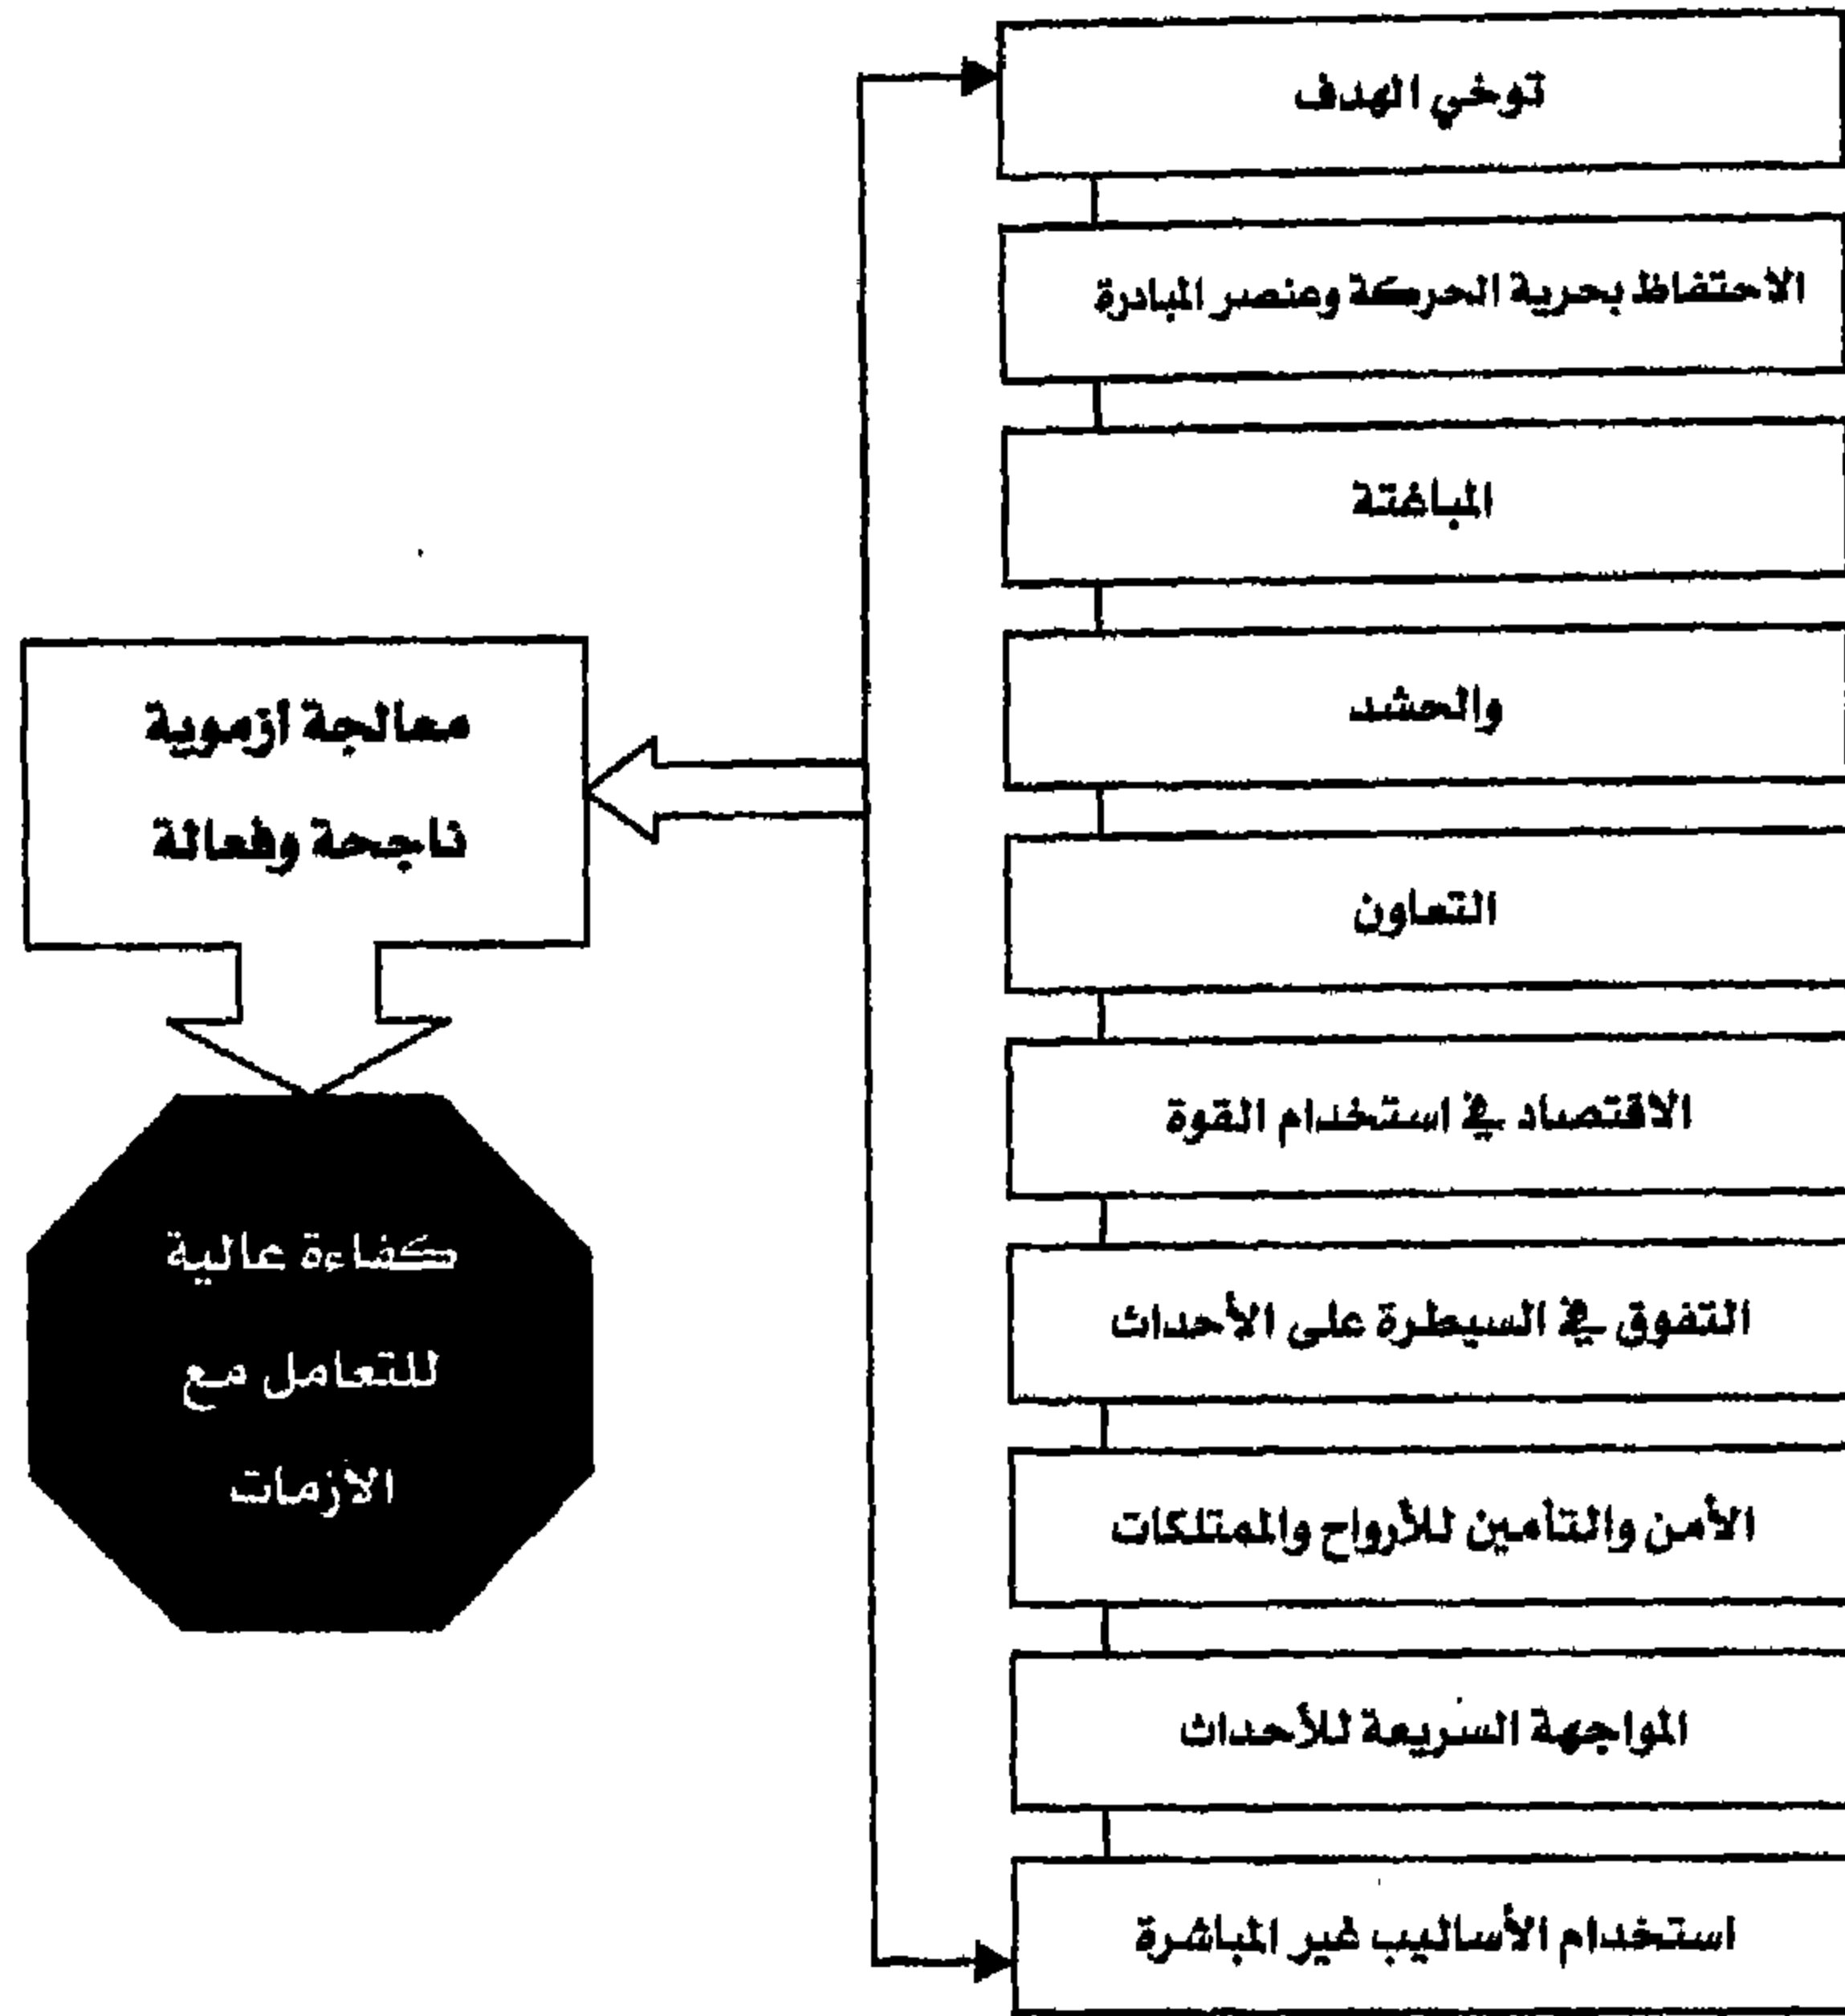 توخي الهدف
الاحتفاظ بحرية الحركة وعنصر المبادرة
المباغتة
والحشد
التعاون
الاقتصاد في استخدام القوة
التفوق في السيطرة على الأحداث
الأمن والتأمين للأرواح والممتلكات
المواجهة السريعة للأحداث
استخدام الأساليب غير المباشرة
معالجة ازموية
ناجحة وفعالة
كفاءة عالية
للتعامل مع
الازمات